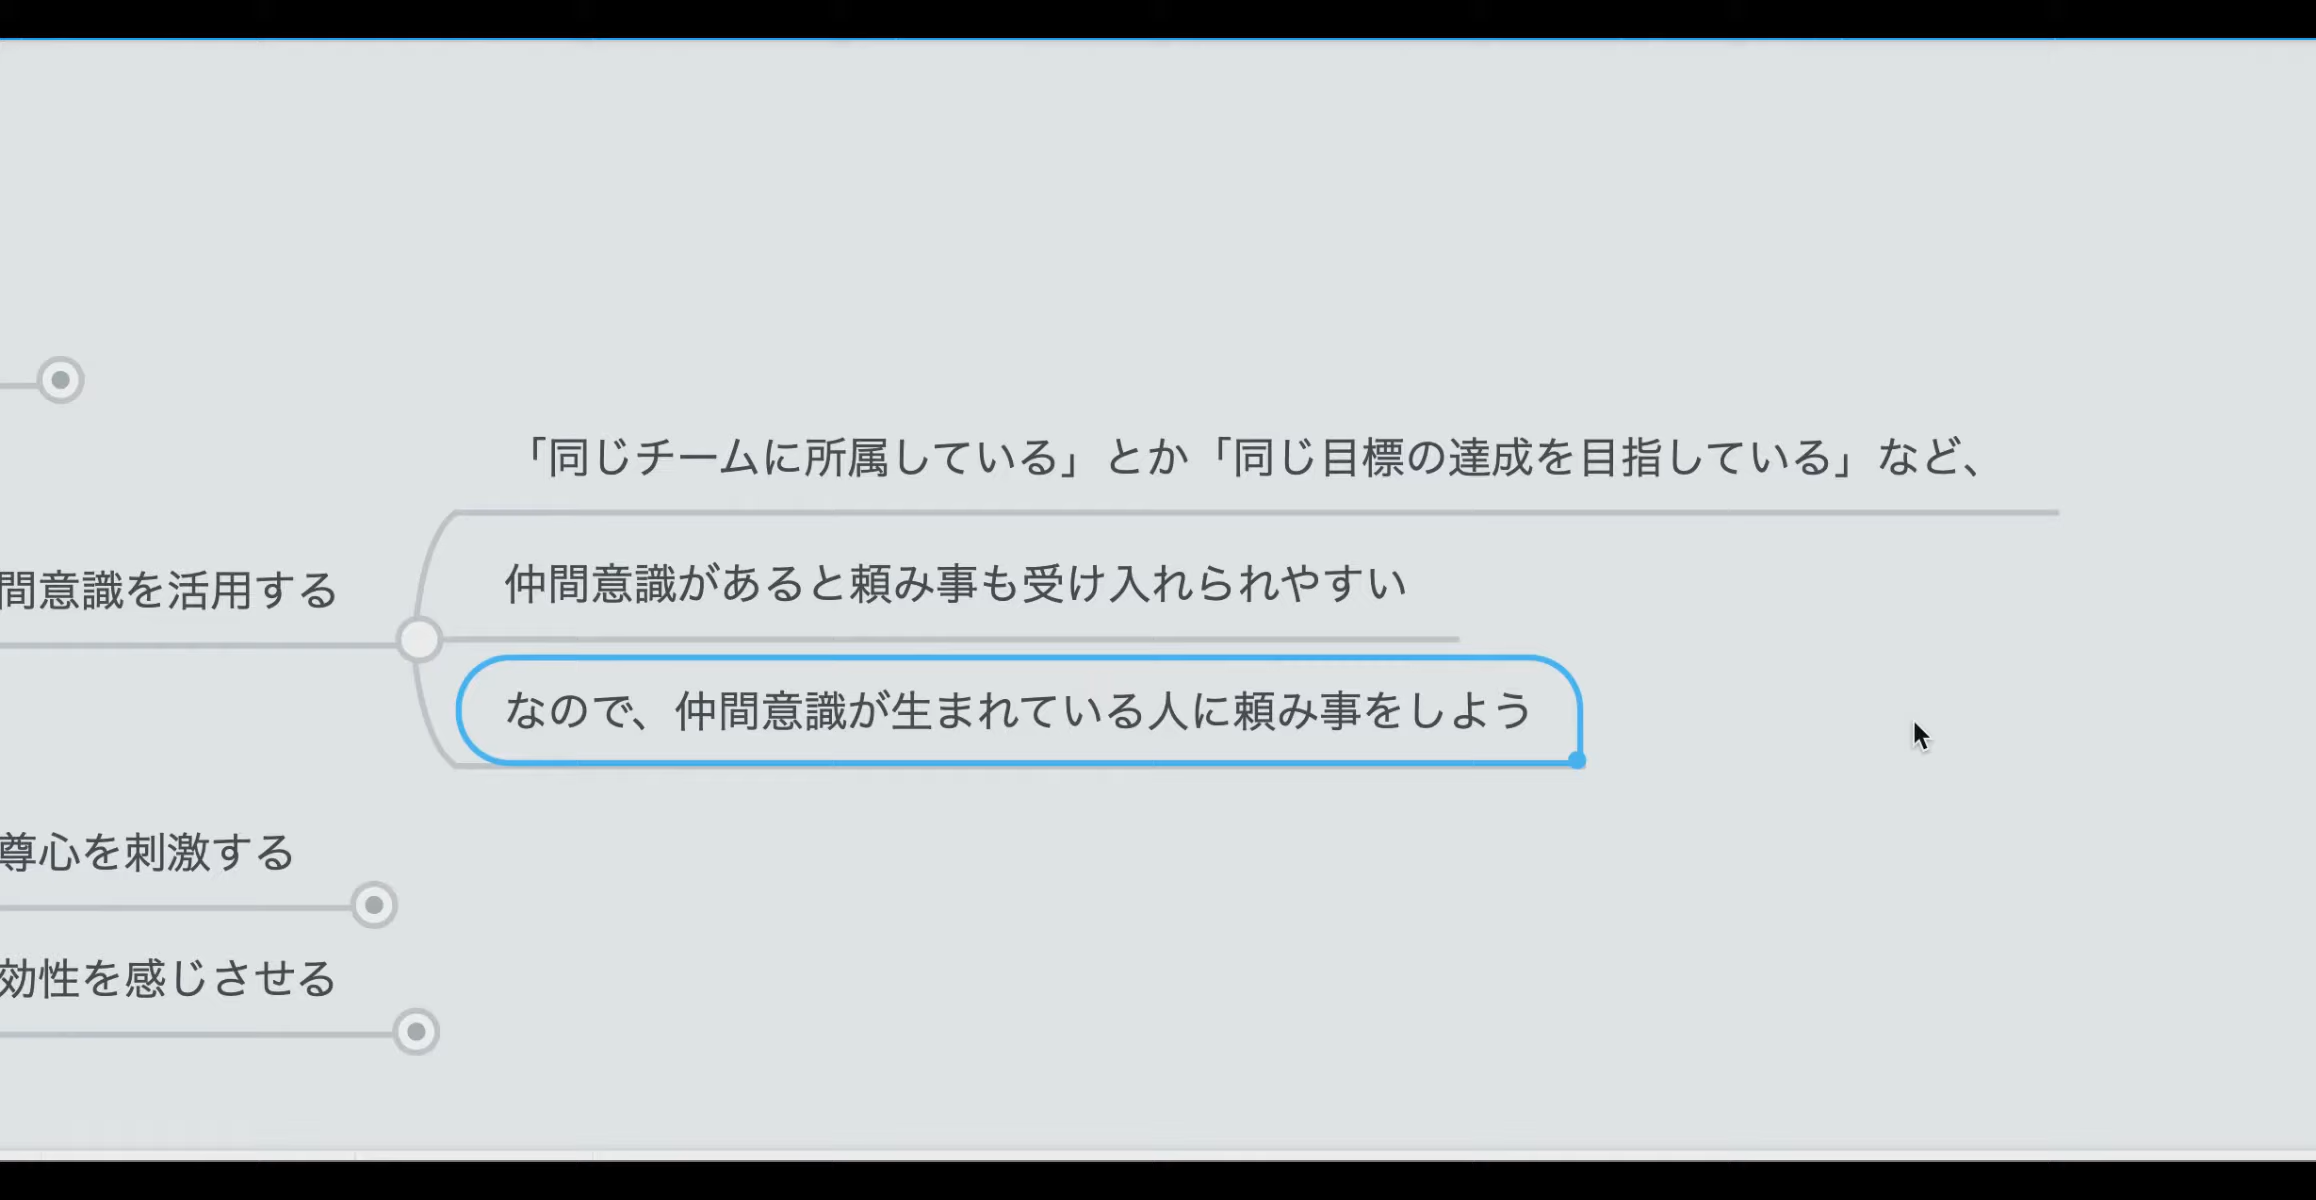 「同じチームに所属している」とか「同じ目標の達成を目指している」など、
間意識を活用する
仲間意識があると頼み事も受け入れられやすい
なので、仲間意識が生まれている人に頼み事をしよう
尊心を刺激する
効性を感じさせる